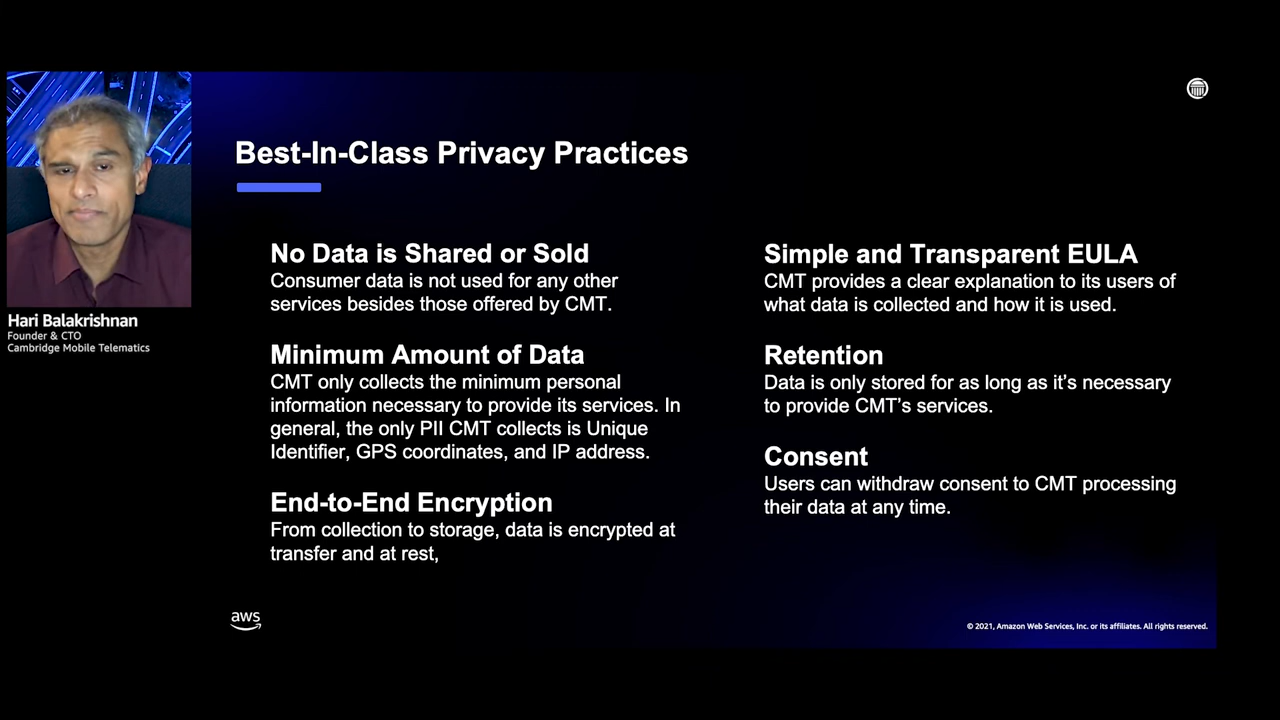 Hari Balakrishnan
Founder & CTO
Cambridge Mobile Telematics
Best-In-Class Privacy Practices
No Data is Shared or Sold
Consumer data is not used for any other
services besides those offered by CMT.
Minimum Amount of Data
CMT only collects the minimum personal
information necessary to provide its services. In
general, the only PII CMT collects is Unique
Identifier, GPS coordinates, and IP address.
End-to-End Encryption
From collection to storage, data is encrypted at
transfer and at rest,
Simple and Transparent EULA
CMT provides a clear explanation to its users of
what data is collected and how it is used.
Retention
Data is only stored for as long as it’s necessary
to provide CMT’s services.
Consent
Users can withdraw consent to CMT processing
their data at any time.
aws
© 2021, Amazon Web Services, Inc. or its affiliates. All rights reserved.